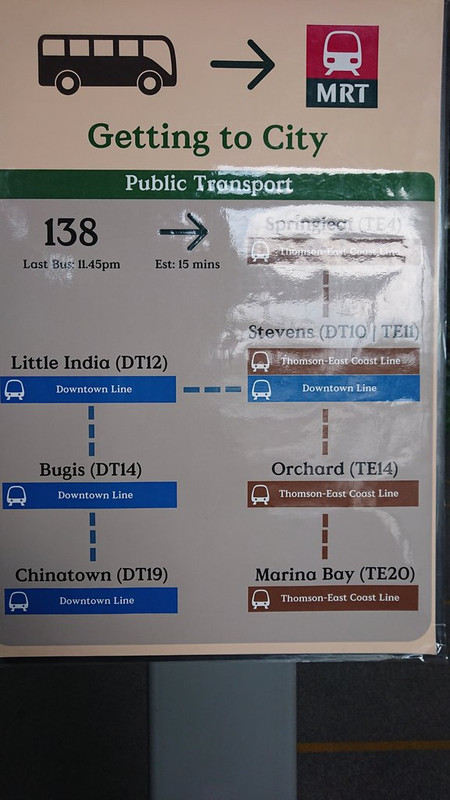 MRT
Getting to City
Public Transport
138
Last Bus: 11.45pm
Est: 15 mins
Springleaf (TE4)
Thomson-East Coast Line
Stevens (DT10 | TE11)
Thomson-East Coast Line
Downtown Line
Little India (DT12)
Downtown Line
Bugis (DT14)
Downtown Line
Chinatown (DT19)
Downtown Line
Orchard (TE14)
Thomson-East Coast Line
Marina Bay (TE20)
Thomson-East Coast Line